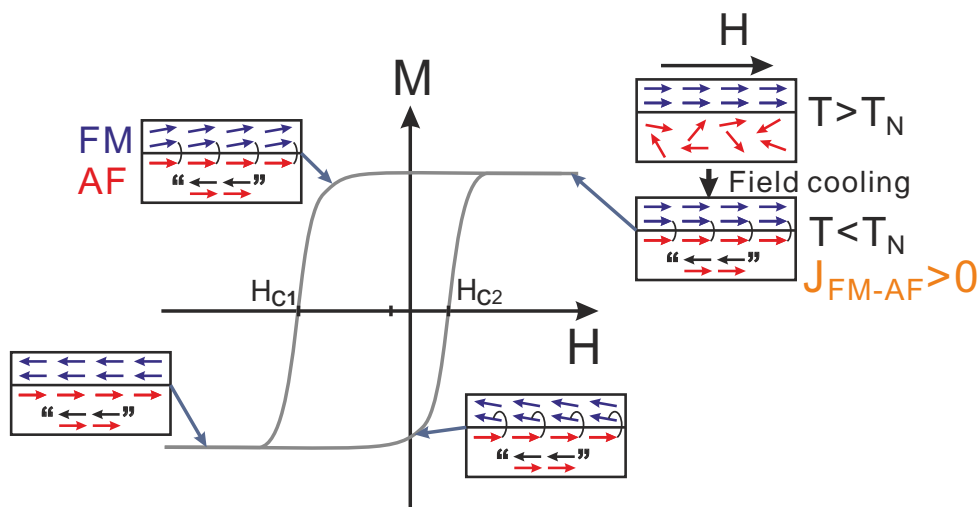 H
M
FM
AF
“ ”
T>T_N
Field cooling
T<T_N
“ ”
J_FM-AF>0
H_C1
H_C2
H
“ ”
“ ”